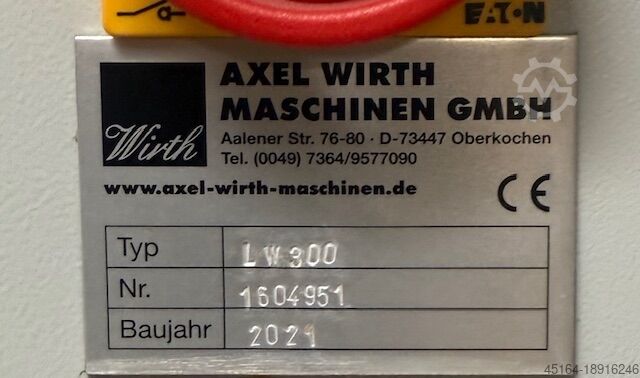 EATON
AXEL WIRTH
MASCHINEN GMBH
Wirth
Aalener Str. 76-80 · D-73447 Oberkochen
Tel. (0049) 7364/9577090
www.axel-wirth-maschinen.de
CE
Typ LW300
Nr. 1604951
Baujahr 2021
45164-18916246